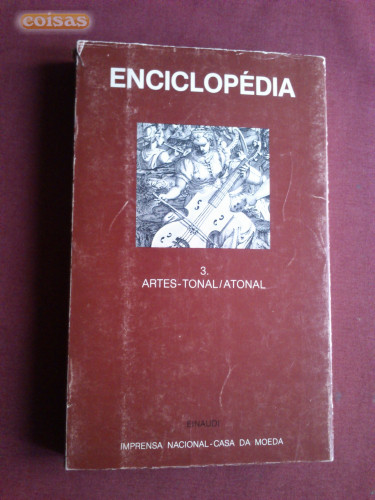 coisas
ENCICLOPÉDIA
3.
ARTES-TONAL/ATONAL
EINAUDI
IMPRENSA NACIONAL-CASA DA MOEDA